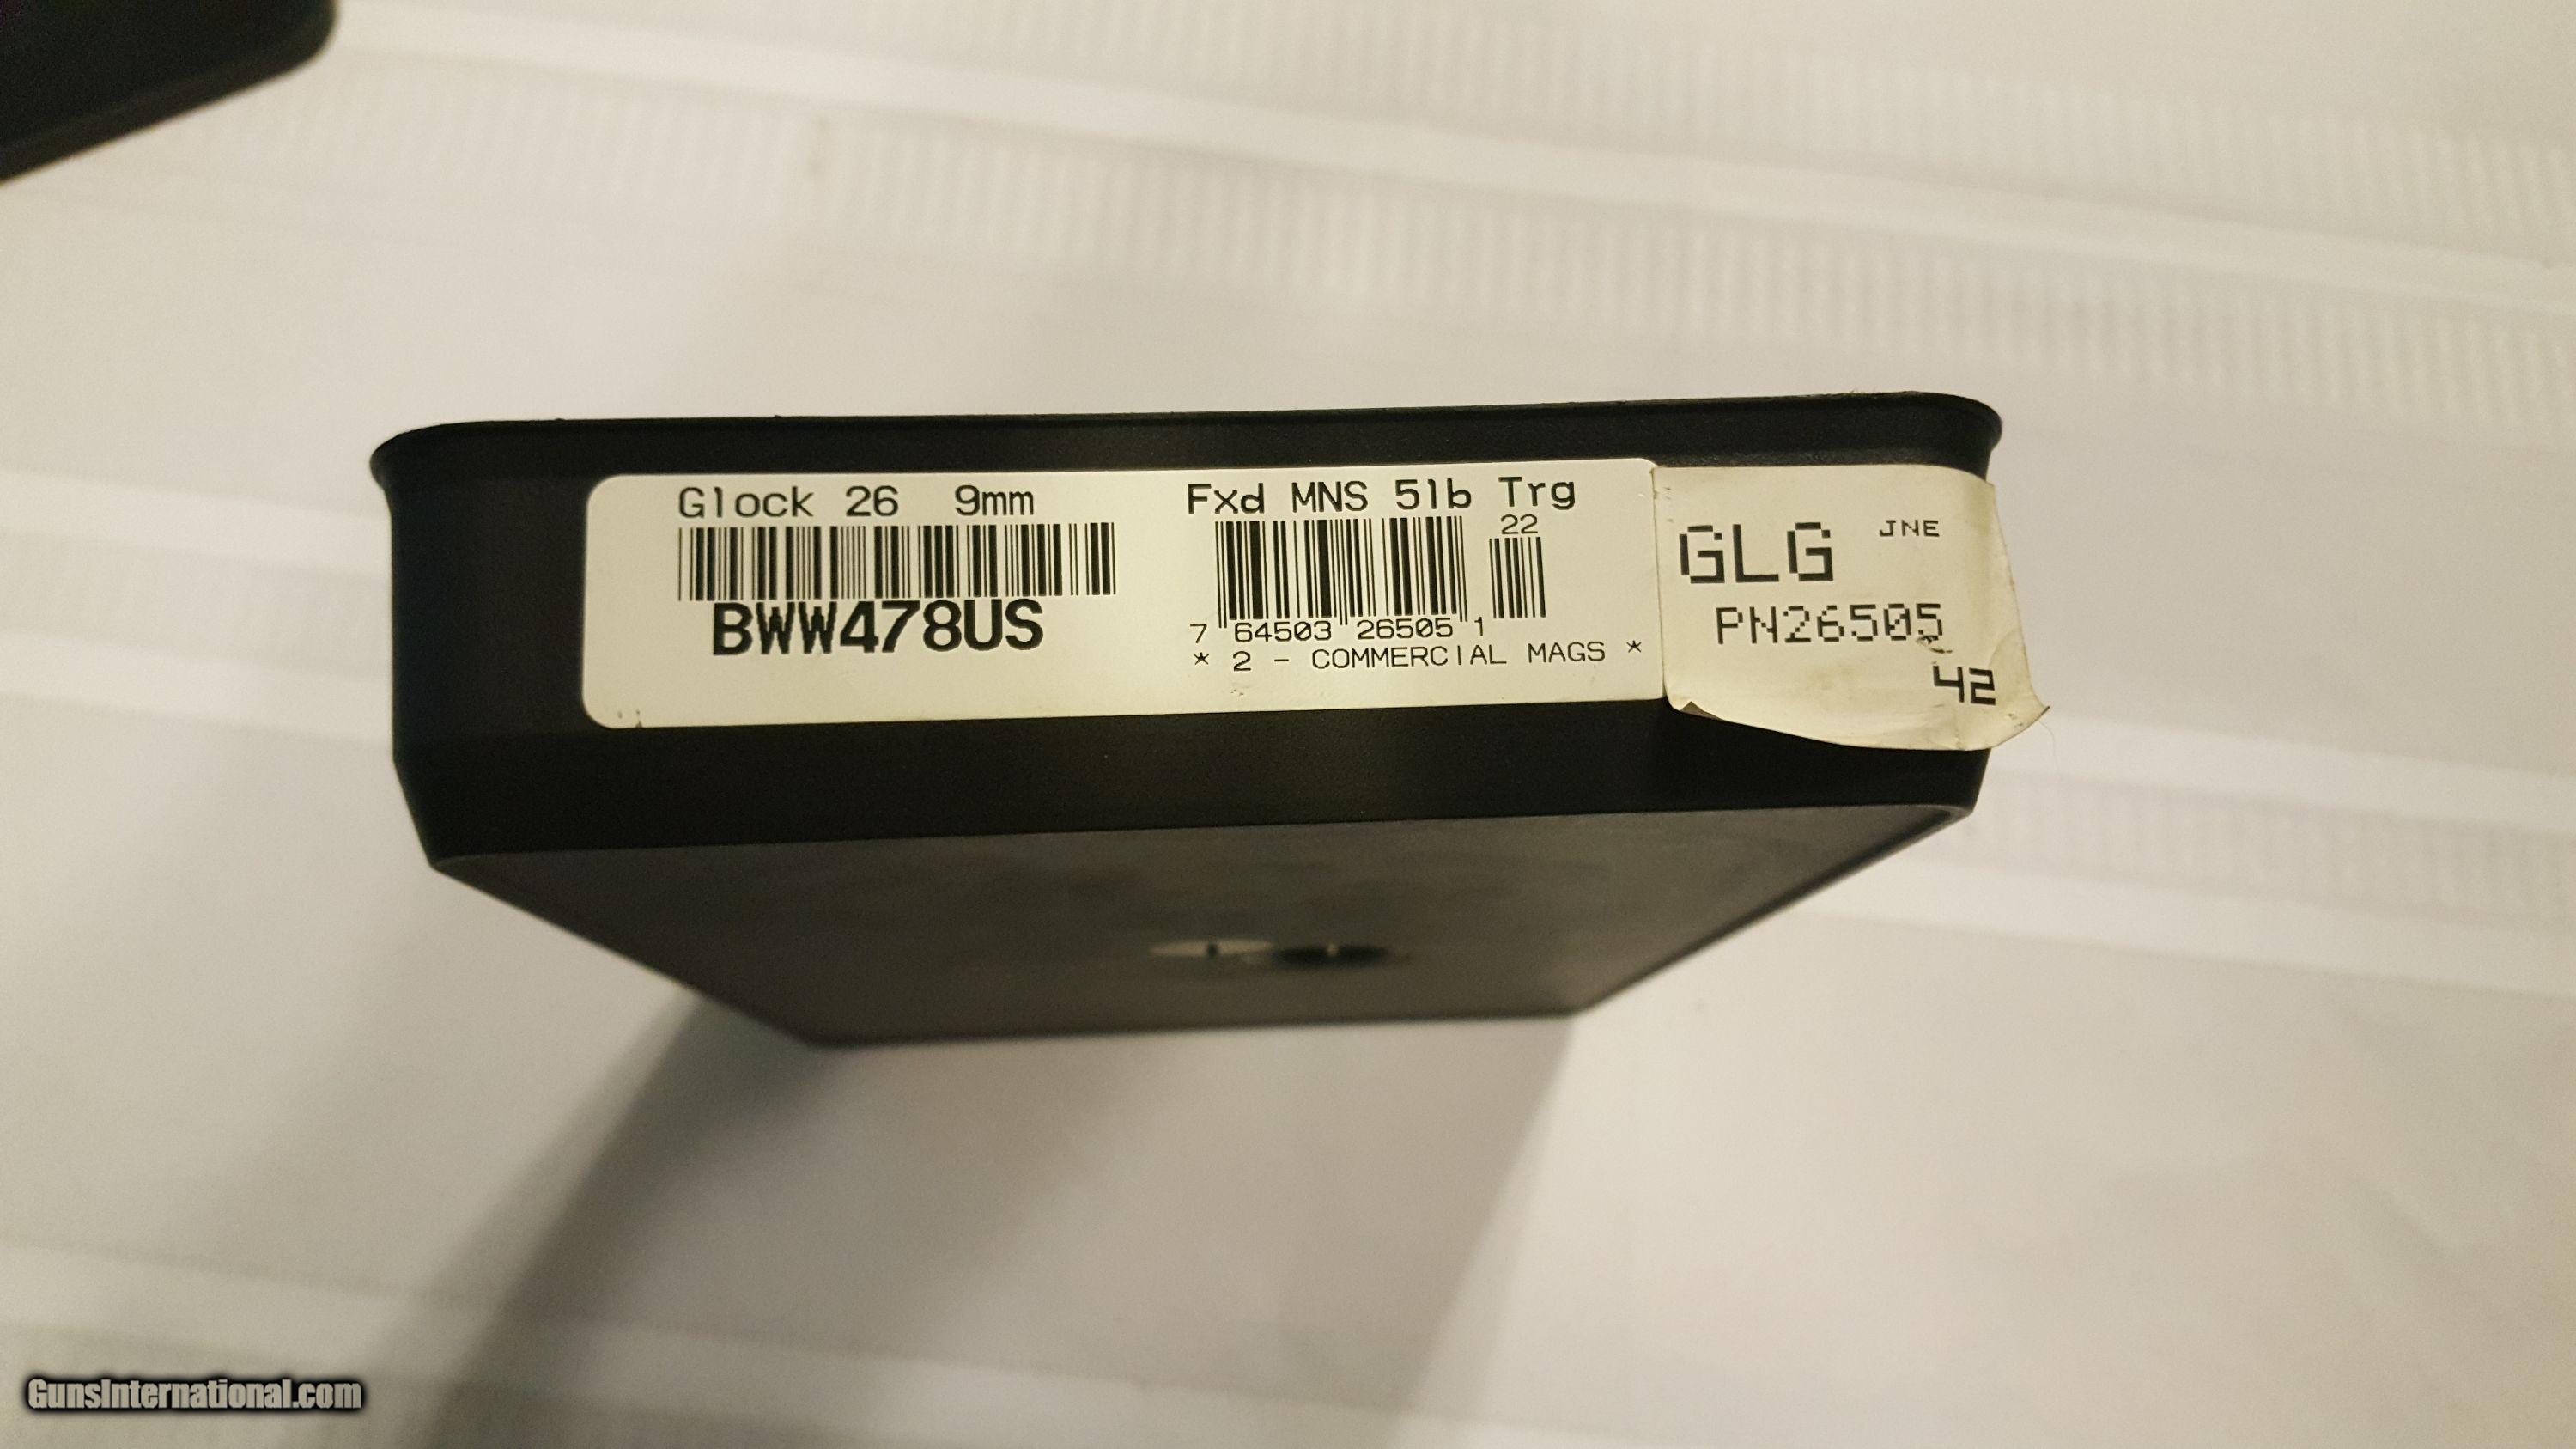 Glock 26 9mm
BWW478US
Fxd MNS 5lb Trg
22
7 64503 26505 1
* 2 - COMMERCIAL MAGS *
GLG JNE
PN26505
42
GunsInternational.com